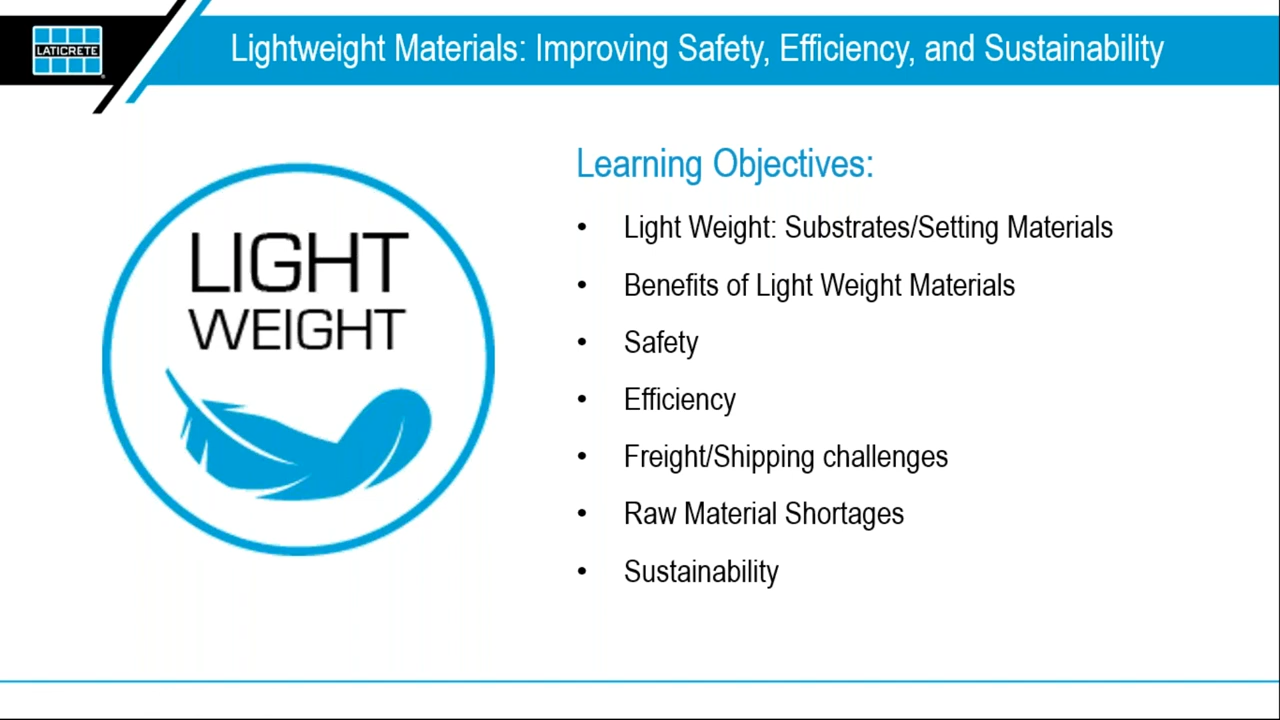 LATICRETE
Lightweight Materials: Improving Safety, Efficiency, and Sustainability
LIGHT
WEIGHT
Learning Objectives:
• Light Weight: Substrates/Setting Materials
• Benefits of Light Weight Materials
• Safety
• Efficiency
• Freight/Shipping challenges
• Raw Material Shortages
• Sustainability